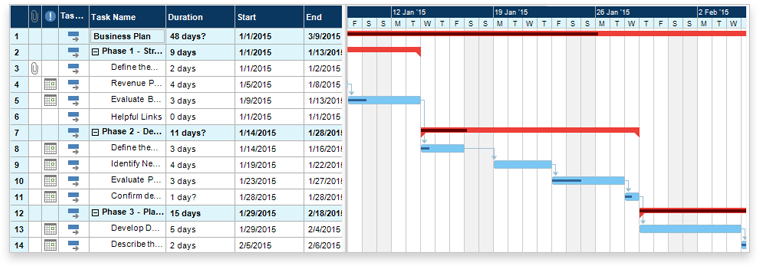 Tas... Task Name Duration Start End 12 Jan '15 19 Jan '15 26 Jan '15 2 Feb '15
F S S M T W T F S S M T W T F S S M T W T F S S M T W
1 Business Plan 48 days? 1/1/2015 3/9/2015
2 Phase 1 - Str... 9 days 1/1/2015 1/13/2015
3 Define the... 2 days 1/1/2015 1/2/2015
4 Revenue P... 4 days 1/5/2015 1/8/2015
5 Evaluate B... 3 days 1/9/2015 1/13/2015
6 Helpful Links 0 days 1/1/2015 1/1/2015
7 Phase 2 - De... 11 days? 1/14/2015 1/28/2015
8 Define the... 3 days 1/14/2015 1/16/2015
9 Identify Ne... 4 days 1/19/2015 1/22/2015
10 Evaluate P... 3 days 1/23/2015 1/27/2015
11 Confirm de... 1 day? 1/28/2015 1/28/2015
12 Phase 3 - Pla... 15 days 1/29/2015 2/18/2015
13 Develop D... 5 days 1/29/2015 2/4/2015
14 Describe th... 2 days 2/5/2015 2/6/2015